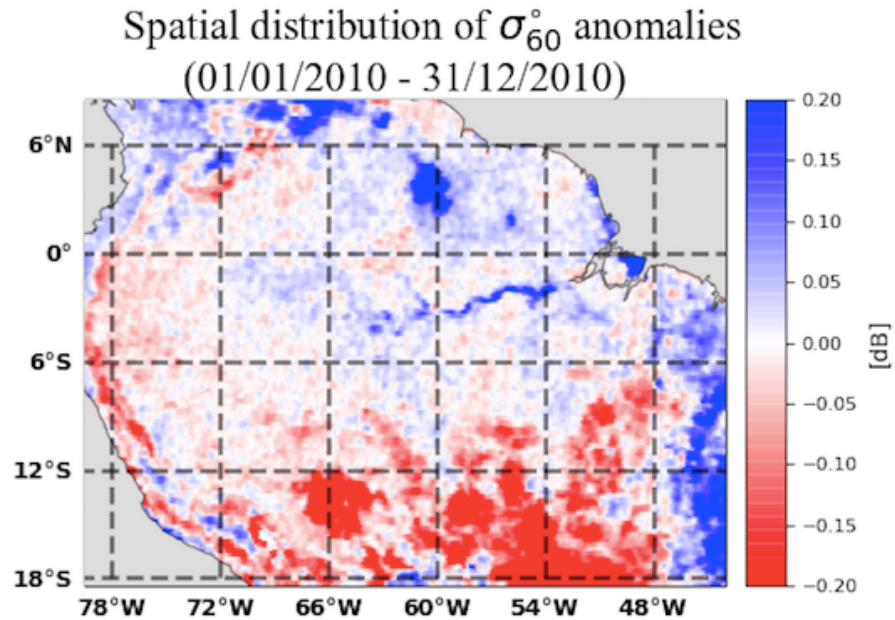 Spatial distribution of σ°60 anomalies
(01/01/2010 - 31/12/2010)
0.20
6°N
0.15
0.10
0°
0.05
0.00
[dB]
6°S
−0.05
−0.10
12°S
−0.15
18°S
−0.20
78°W 72°W 66°W 60°W 54°W 48°W